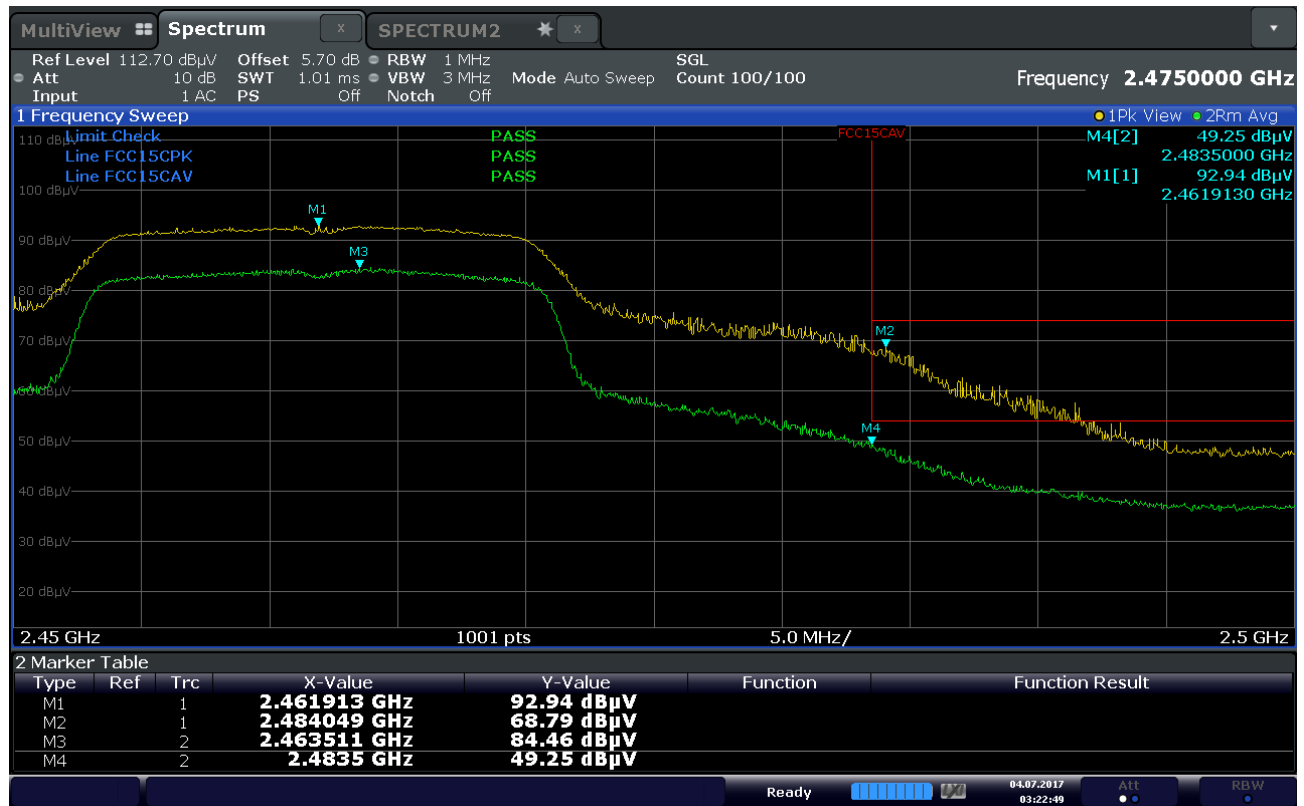 MultiView Spectrum x SPECTRUM2 x
Ref Level 112.70 dBµV Offset 5.70 dB RBW 1 MHz SGL
Att 10 dB SWT 1.01 ms VBW 3 MHz Mode Auto Sweep Count 100/100 Frequency 2.4750000 GHz
Input 1 AC PS Off Notch Off
1 Frequency Sweep 1Pk View 2Rm Avg
110 dBµV Limit Check PASS FCC15CAV M4[2] 49.25 dBµV
Line FCC15CPK PASS 2.4835000 GHz
Line FCC15CAV PASS M1[1] 92.94 dBµV
100 dBµV 2.4619130 GHz
M1
90 dBµV
M3
80 dBµV
M2
70 dBµV
60 dBµV
M4
50 dBµV
40 dBµV
30 dBµV
20 dBµV
2.45 GHz 1001 pts 5.0 MHz/ 2.5 GHz
2 Marker Table
Type Ref Trc X-Value Y-Value Function Function Result
M1 1 2.461913 GHz 92.94 dBµV
M2 1 2.484049 GHz 68.79 dBµV
M3 2 2.463511 GHz 84.46 dBµV
M4 2 2.4835 GHz 49.25 dBµV
Ready 04.07.2017 Att RBW
03:22:49